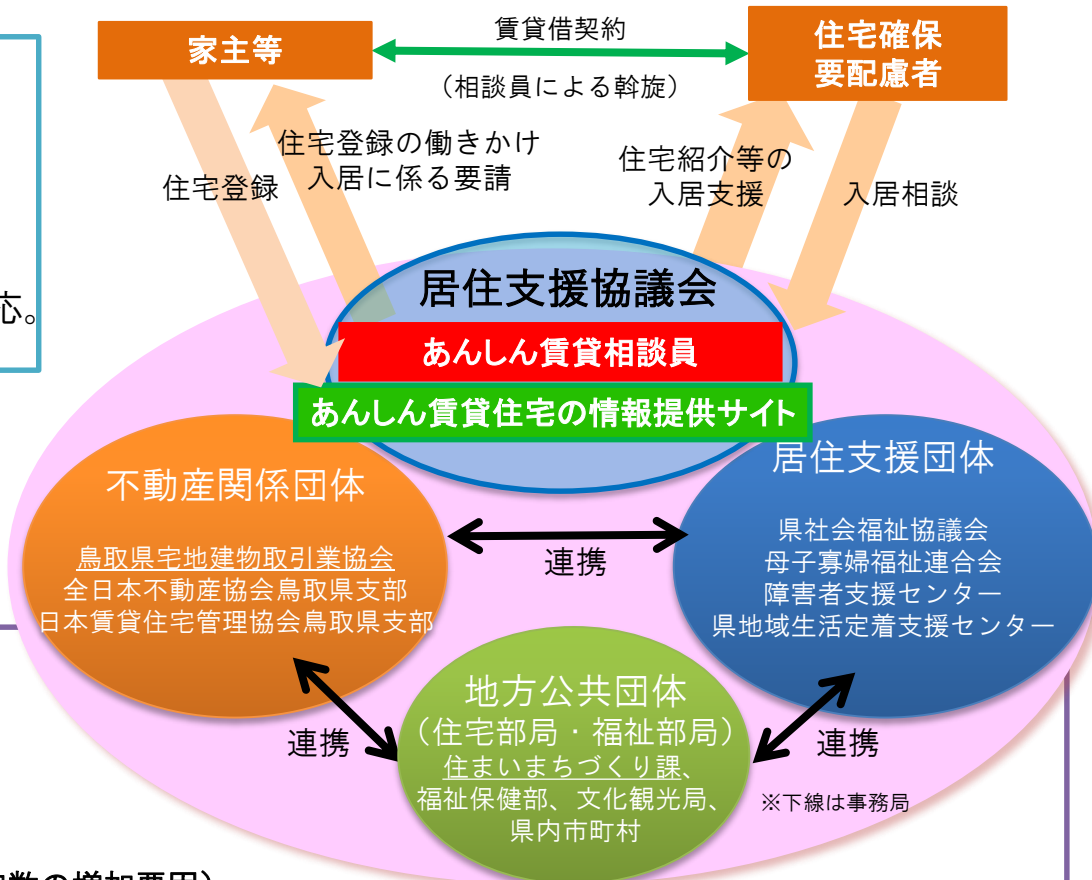 家主等
賃貸借契約
（相談員による斡旋）
住宅確保
要配慮者
住宅登録の働きかけ
入居に係る要請
住宅登録
住宅紹介等の
入居支援
入居相談
応。
居住支援協議会
あんしん賃貸相談員
あんしん賃貸住宅の情報提供サイト
不動産関係団体
鳥取県宅地建物取引業協会
全日本不動産協会鳥取県支部
日本賃貸住宅管理協会鳥取県支部
連携
居住支援団体
県社会福祉協議会
母子寡婦福祉連合会
障害者支援センター
県地域生活定着支援センター
連携
地方公共団体
（住宅部局・福祉部局）
住まいまちづくり課、
福祉保健部、文化観光局、
県内市町村
連携
※下線は事務局
数の増加要因）